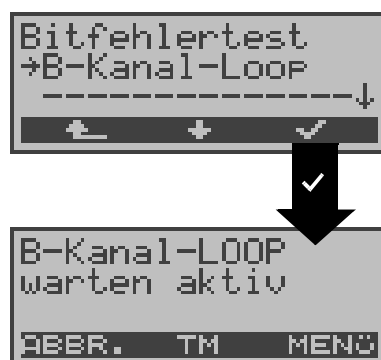 Bitfehlertest
→B-Kanal-Loop
---------------↓
B-Kanal-LOOP
warten aktiv
ABBR. TM MENÜ